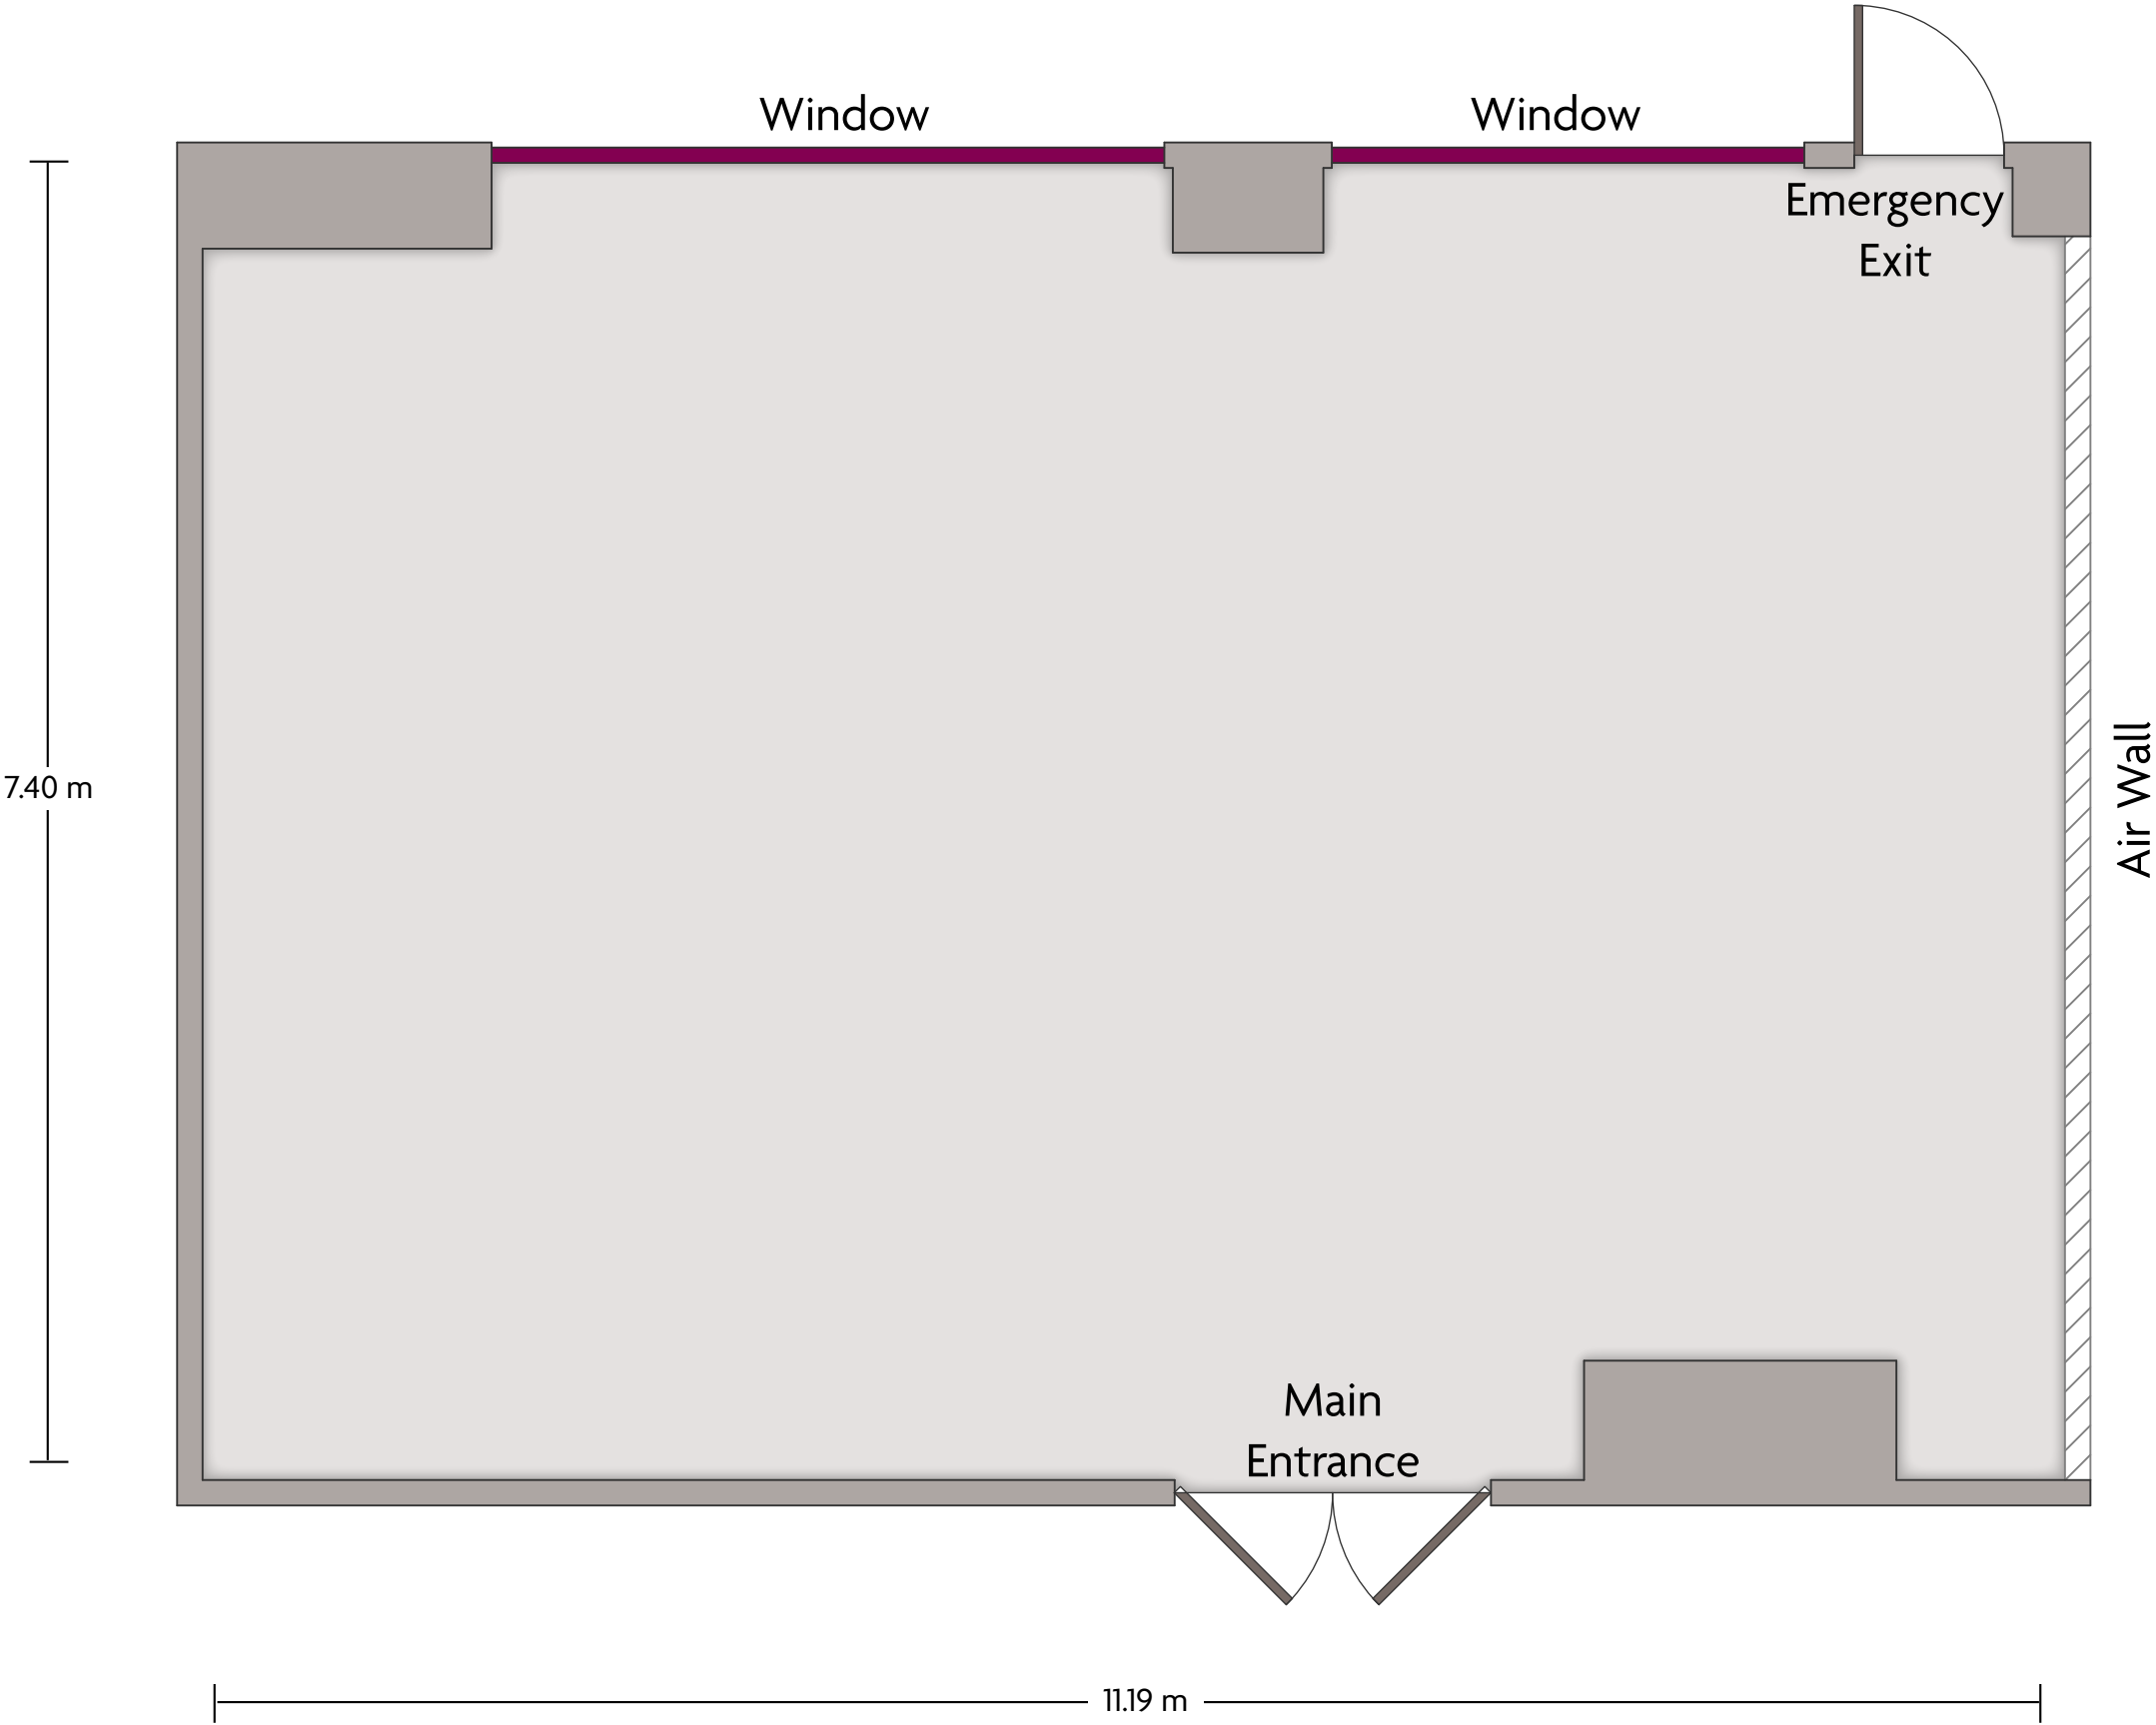 Window
Window
Emergency
Exit
7.40 m
Air Wall
Main
Entrance
11.19 m